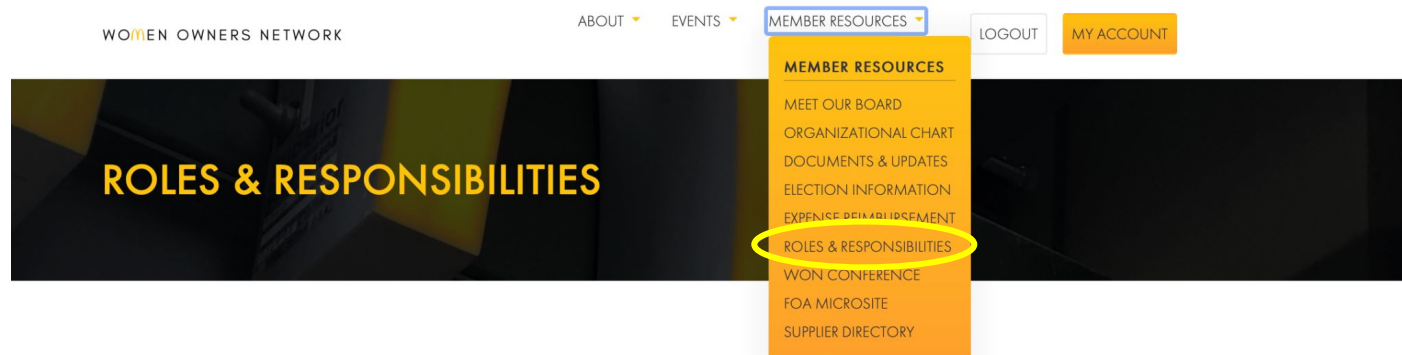 WOMEN OWNERS NETWORK
ABOUT EVENTS MEMBER RESOURCES LOGOUT MY ACCOUNT
MEMBER RESOURCES
MEET OUR BOARD
ORGANIZATIONAL CHART
DOCUMENTS & UPDATES
ELECTION INFORMATION
EXPENSE REIMBURSEMENT
ROLES & RESPONSIBILITIES
WON CONFERENCE
FOA MICROSITE
SUPPLIER DIRECTORY
ROLES & RESPONSIBILITIES